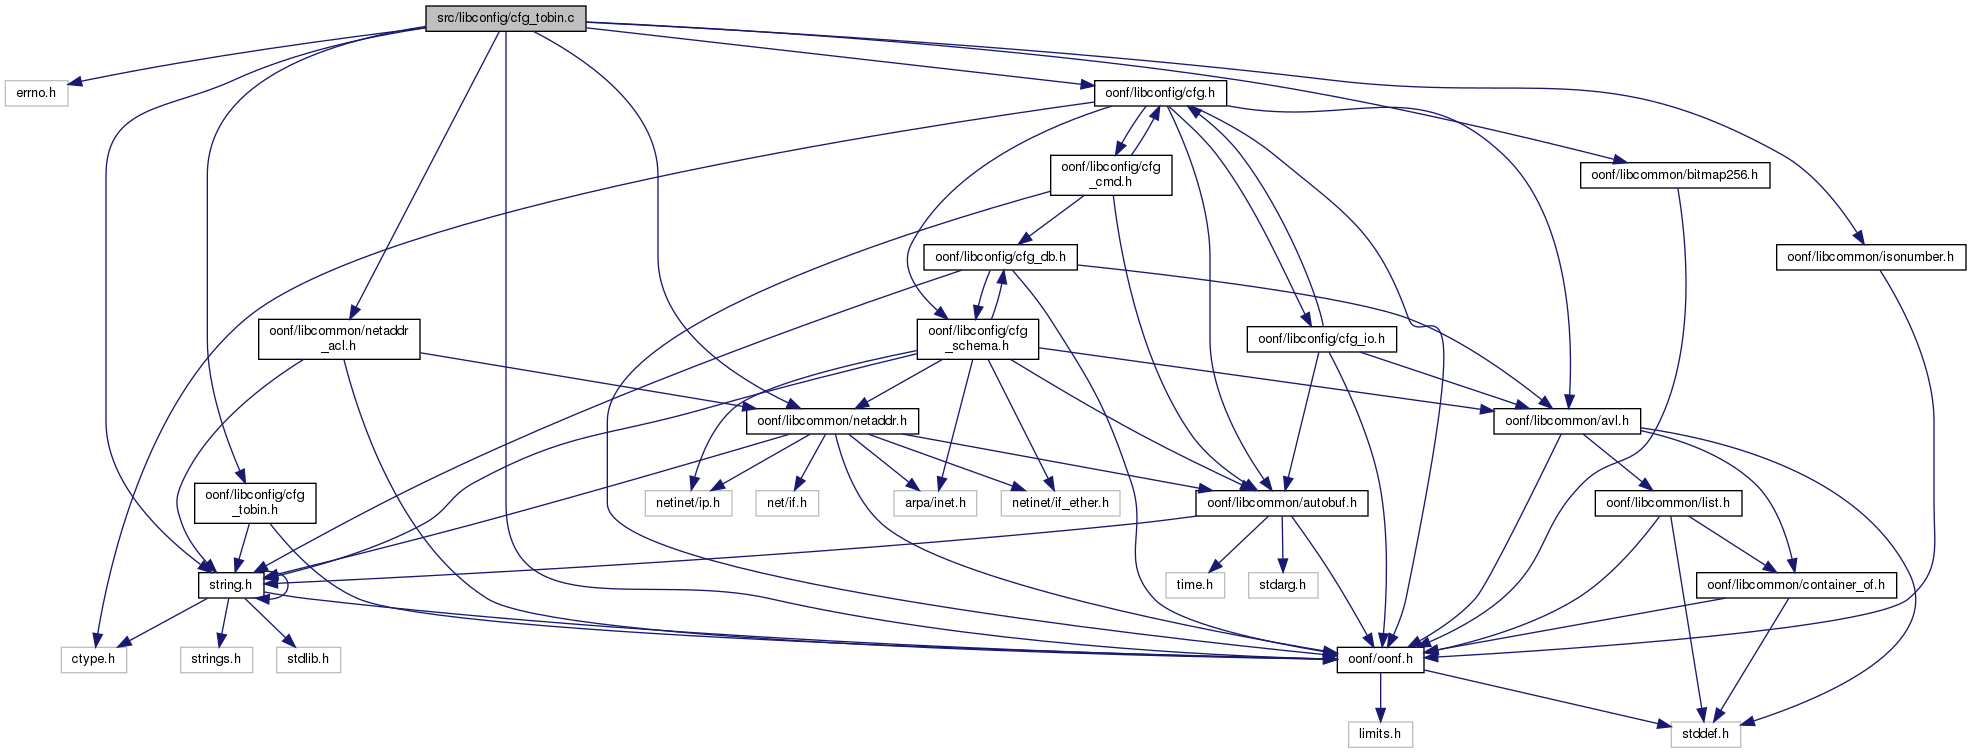 src/libconfig/cfg_tobin.c
errno.h
oonf/libconfig/cfg.h
oonf/libconfig/cfg
_cmd.h
oonf/libcommon/bitmap256.h
oonf/libconfig/cfg_db.h
oonf/libcommon/isonumber.h
oonf/libcommon/netaddr
_acl.h
oonf/libconfig/cfg
_schema.h
oonf/libconfig/cfg_io.h
oonf/libcommon/netaddr.h
oonf/libcommon/avl.h
oonf/libconfig/cfg
_tobin.h
netinet/ip.h
net/if.h
arpa/inet.h
netinet/if_ether.h
oonf/libcommon/autobuf.h
oonf/libcommon/list.h
string.h
time.h
stdarg.h
oonf/libcommon/container_of.h
ctype.h
strings.h
stdlib.h
oonf/oonf.h
limits.h
stddef.h